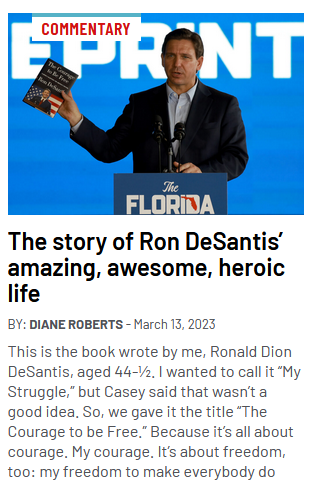 COMMENTARY
EPRINT
The Courage
to Be Free
Ron DeSantis
The
FLORIDA
The story of Ron DeSantis’
amazing, awesome, heroic
life
BY: DIANE ROBERTS - March 13, 2023
This is the book wrote by me, Ronald Dion
DeSantis, aged 44-½. I wanted to call it “My
Struggle,” but Casey said that wasn’t a
good idea. So, we gave it the title “The
Courage to be Free.” Because it’s all about
courage. My courage. It’s about freedom,
too: my freedom to make everybody do